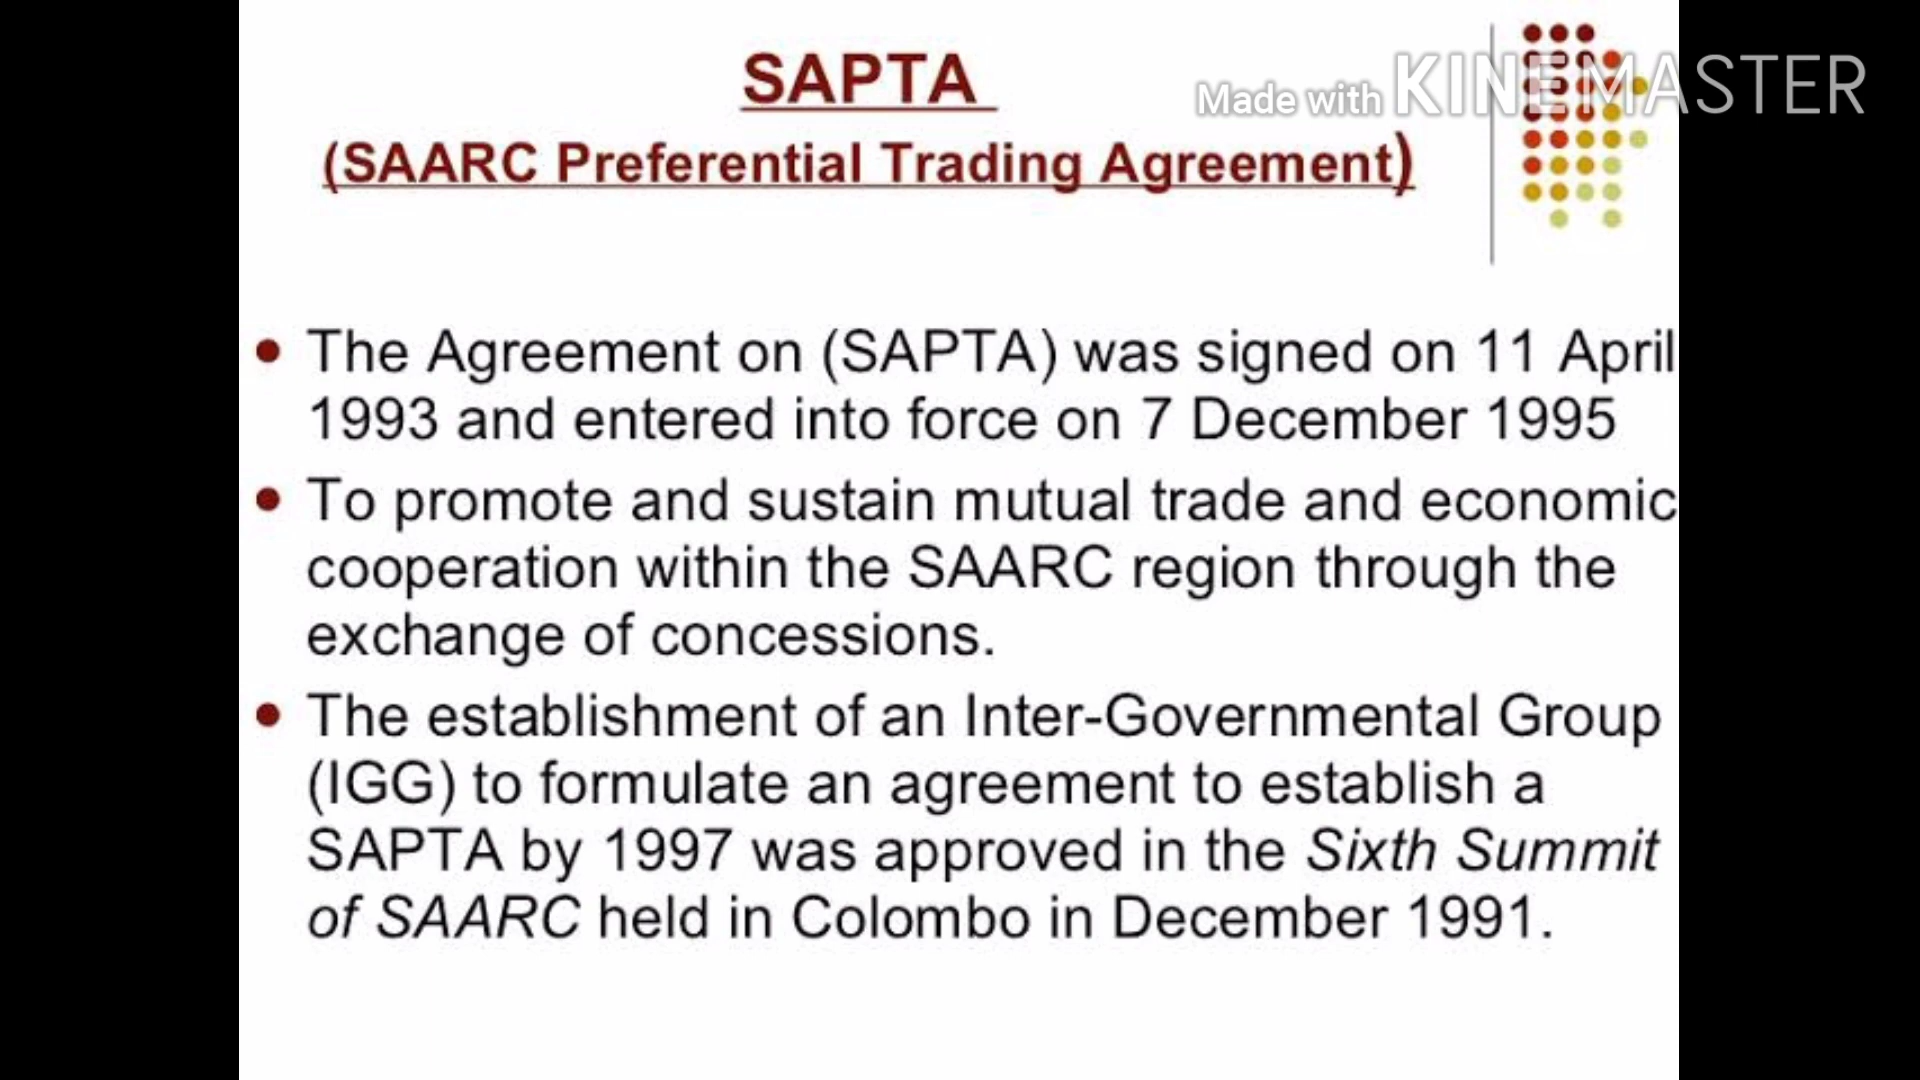 SAPTA
Made with KINEMASTER
(SAARC Preferential Trading Agreement)
• The Agreement on (SAPTA) was signed on 11 April
1993 and entered into force on 7 December 1995
• To promote and sustain mutual trade and economic
cooperation within the SAARC region through the
exchange of concessions.
• The establishment of an Inter-Governmental Group
(IGG) to formulate an agreement to establish a
SAPTA by 1997 was approved in the Sixth Summit
of SAARC held in Colombo in December 1991.